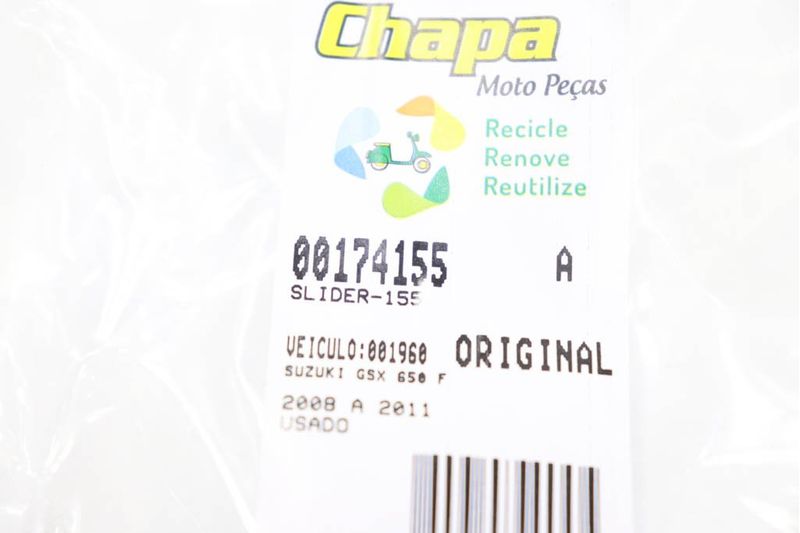 Chapa
Moto Peças
Recicle
Renove
Reutilize
00174155 A
SLIDER-155
VEICULO:001960 ORIGINAL
SUZUKI GSX 650 F
2008 A 2011
USADO